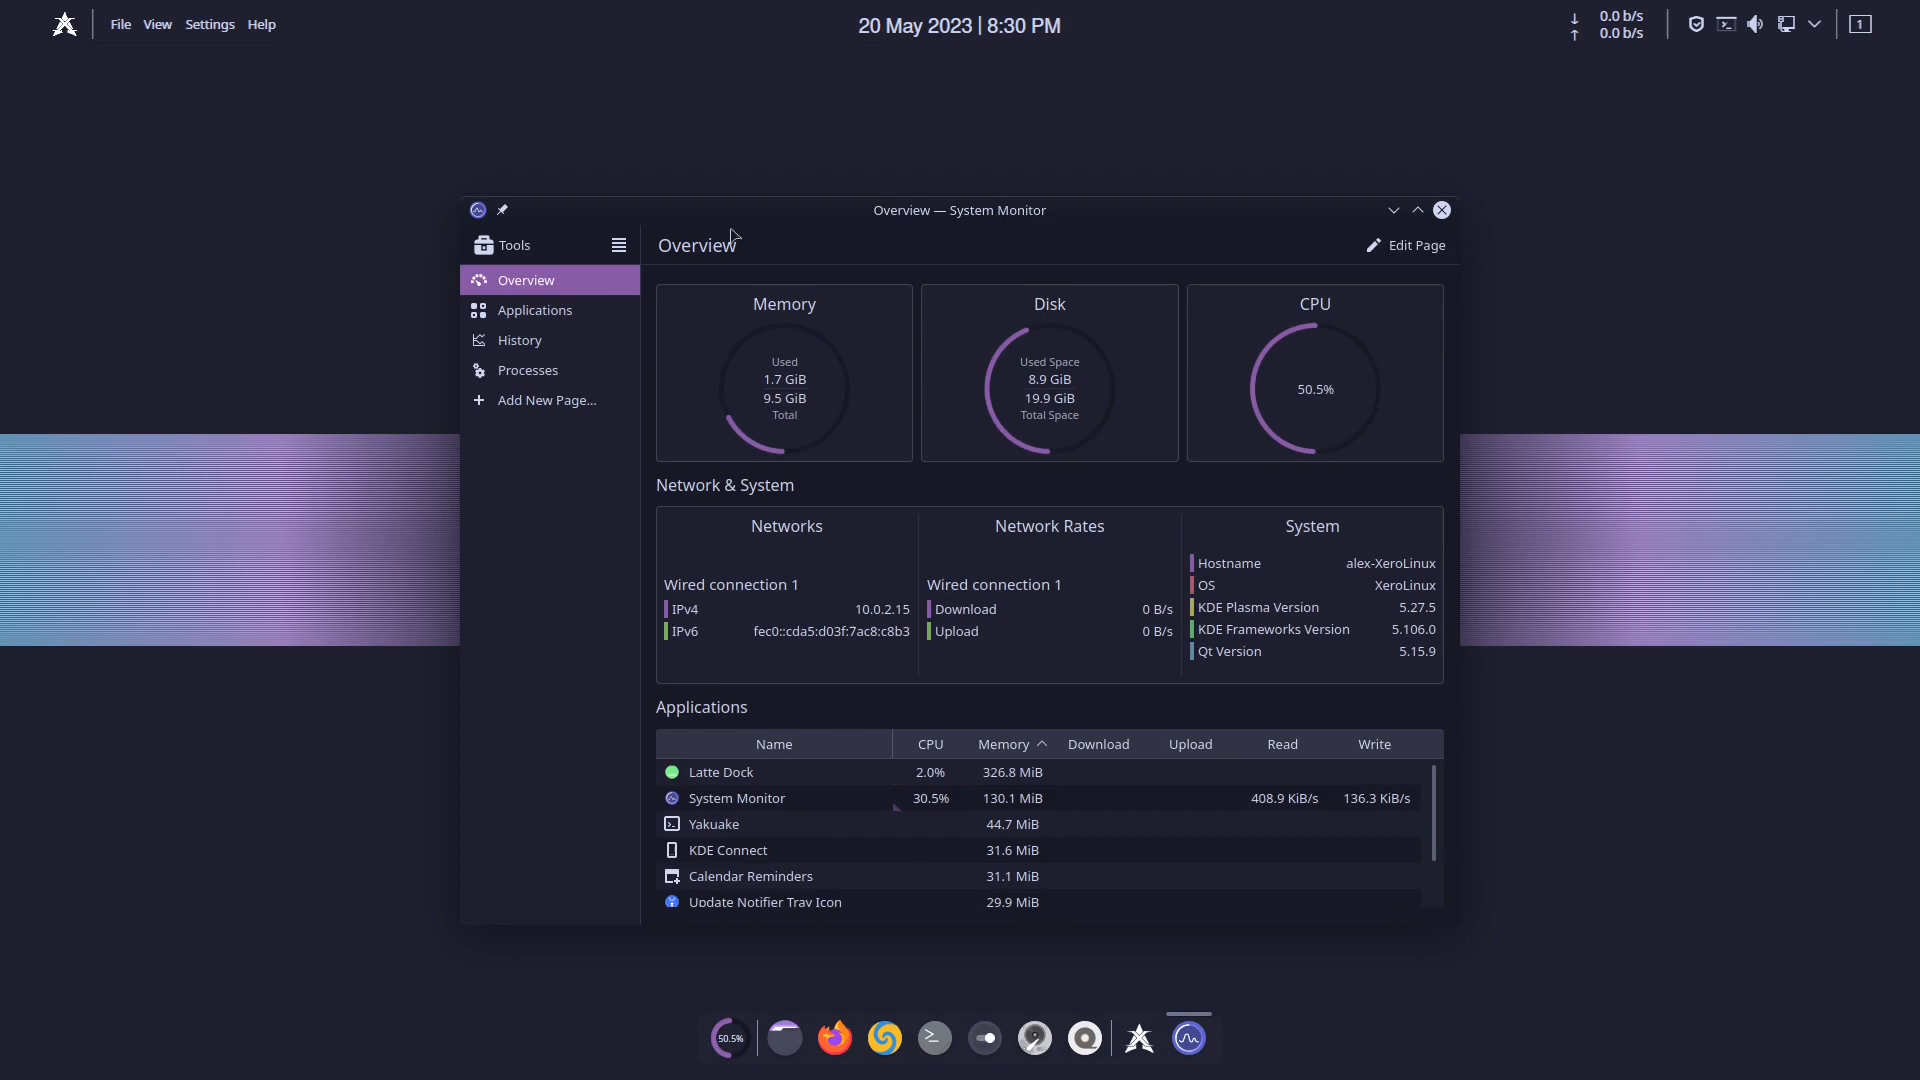 File View Settings Help
20 May 2023 | 8:30 PM
↓ 0.0 b/s
↑ 0.0 b/s
1
Overview — System Monitor
Tools
Overview
Edit Page
Overview
Applications
History
Processes
Add New Page...
Memory
Used
1.7 GiB
9.5 GiB
Total
Disk
Used Space
8.9 GiB
19.9 GiB
Total Space
CPU
50.5%
Network & System
Networks
Wired connection 1
IPv4 10.0.2.15
IPv6 fec0::cda5:d03f:7ac8:c8b3
Network Rates
Wired connection 1
Download 0 B/s
Upload 0 B/s
System
Hostname alex-XeroLinux
OS XeroLinux
KDE Plasma Version 5.27.5
KDE Frameworks Version 5.106.0
Qt Version 5.15.9
Applications
Name CPU Memory Download Upload Read Write
Latte Dock 2.0% 326.8 MiB
System Monitor 30.5% 130.1 MiB 408.9 KiB/s 136.3 KiB/s
Yakuake 44.7 MiB
KDE Connect 31.6 MiB
Calendar Reminders 31.1 MiB
Update Notifier Tray Icon 29.9 MiB
50.5%